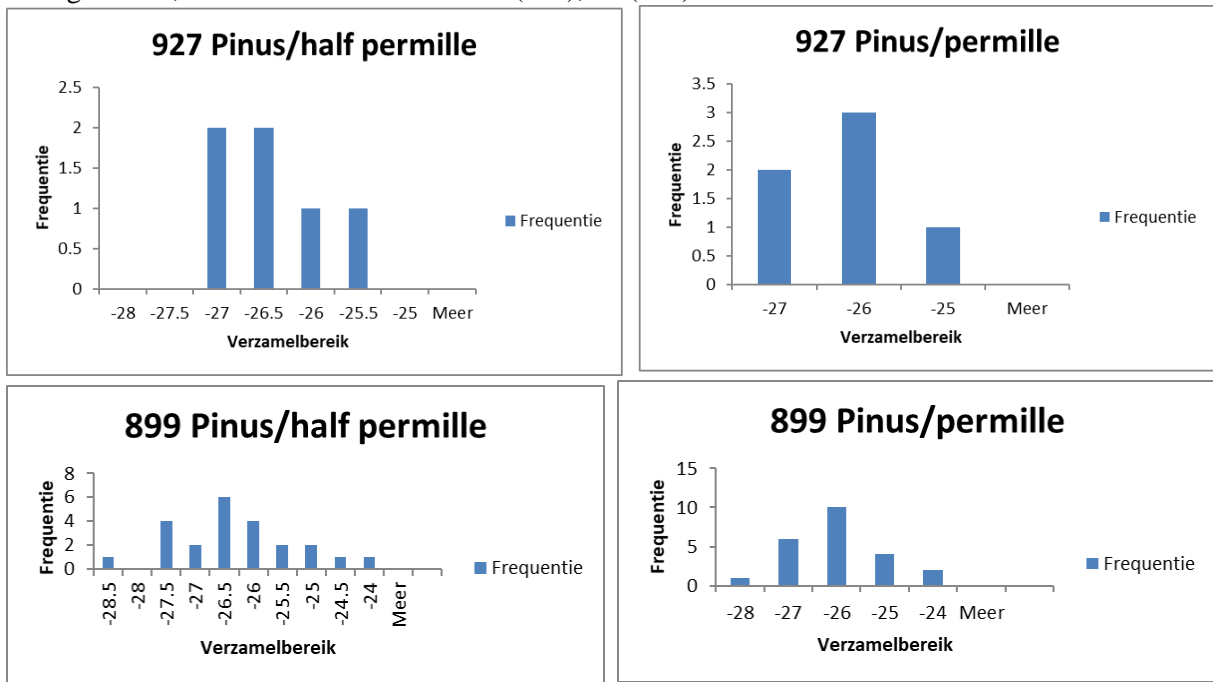 927 Pinus/half permille
2.5
2
1.5
1
0.5
0
Frequentie
-28 -27.5 -27 -26.5 -26 -25.5 -25 Meer
Verzamelbereik
Frequentie
927 Pinus/permille
3.5
3
2.5
2
1.5
1
0.5
0
Frequentie
-27 -26 -25 Meer
Verzamelbereik
Frequentie
899 Pinus/half permille
8
6
4
2
0
Frequentie
-28.5 -28 -27.5 -27 -26.5 -26 -25.5 -25 -24.5 -24 Meer
Verzamelbereik
Frequentie
899 Pinus/permille
15
10
5
0
Frequentie
-28 -27 -26 -25 -24 Meer
Verzamelbereik
Frequentie